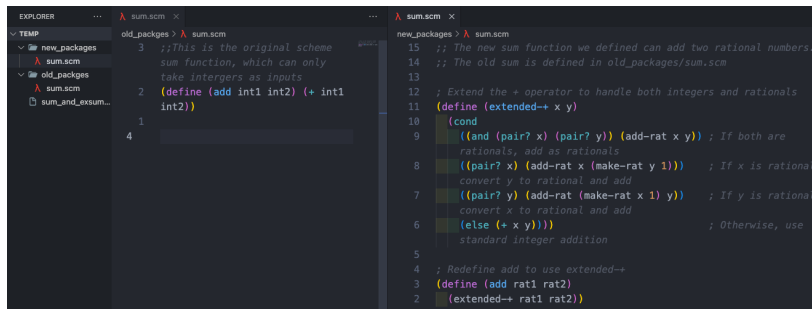 EXPLORER ···
TEMP
new_packages
sum.scm
old_packges
sum.scm
sum_and_exsum...
sum.scm × ···
old_packges > sum.scm
3 ;;This is the original scheme
sum function, which can only
take intergers as inputs
2 (define (add int1 int2) (+ int1
int2))
1
4
sum.scm ×
new_packages > sum.scm
15 ;; The new sum function we defined can add two rational numbers.
14 ;; The old sum is defined in old_packages/sum.scm
13
12 ; Extend the + operator to handle both integers and rationals
11 (define (extended-+ x y)
10 (cond
9 ((and (pair? x) (pair? y)) (add-rat x y)) ; If both are
rationals, add as rationals
8 ((pair? x) (add-rat x (make-rat y 1))) ; If x is rational
convert y to rational and add
7 ((pair? y) (add-rat (make-rat x 1) y)) ; If y is rational
convert x to rational and add
6 (else (+ x y)))) ; Otherwise, use
standard integer addition
5
4 ; Redefine add to use extended-+
3 (define (add rat1 rat2)
2 (extended-+ rat1 rat2))